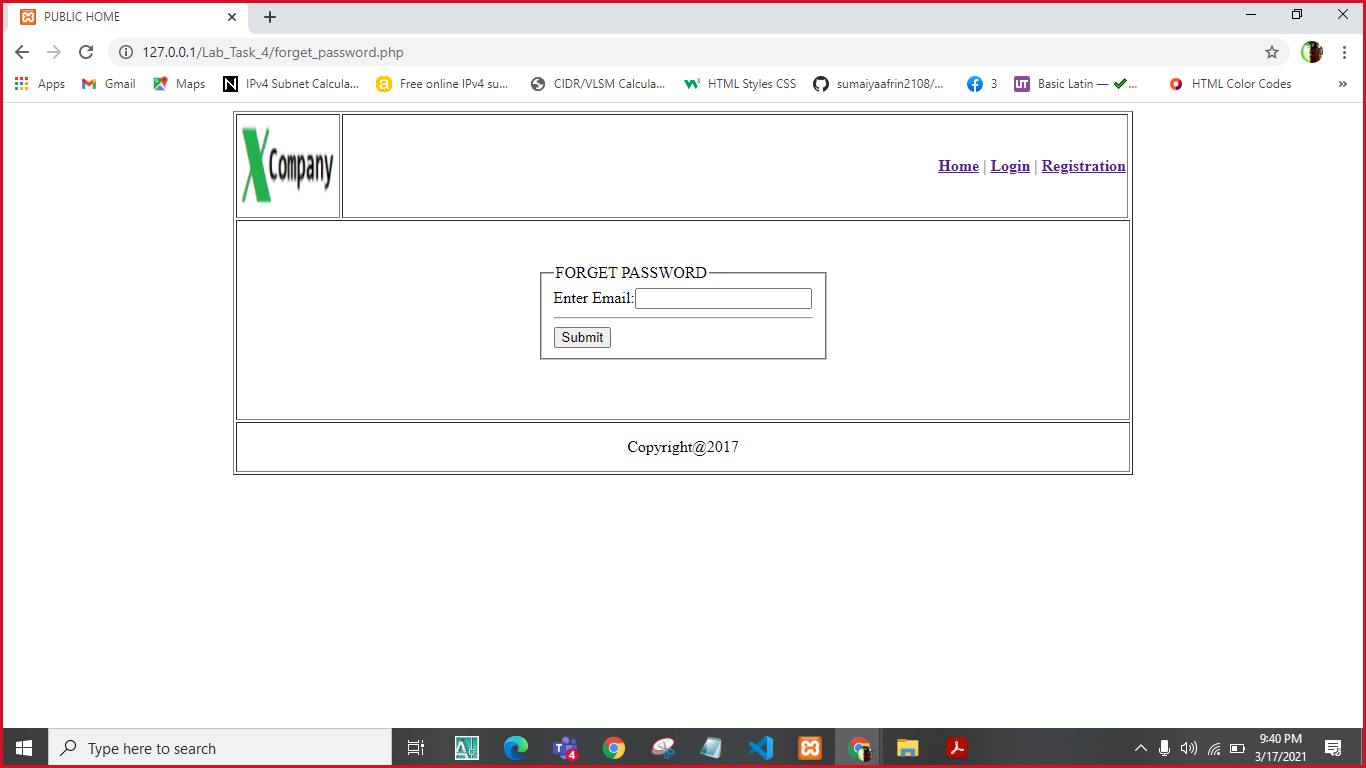 PUBLIC HOME
127.0.0.1/Lab_Task_4/forget_password.php
Apps Gmail Maps IPv4 Subnet Calcula... Free online IPv4 su... CIDR/VLSM Calcula... HTML Styles CSS sumaiyaafrin2108/... 3 Basic Latin — ✔... HTML Color Codes »
X Company
Home | Login | Registration
FORGET PASSWORD
Enter Email:
Submit
Copyright@2017
Type here to search
4
9:40 PM
3/17/2021